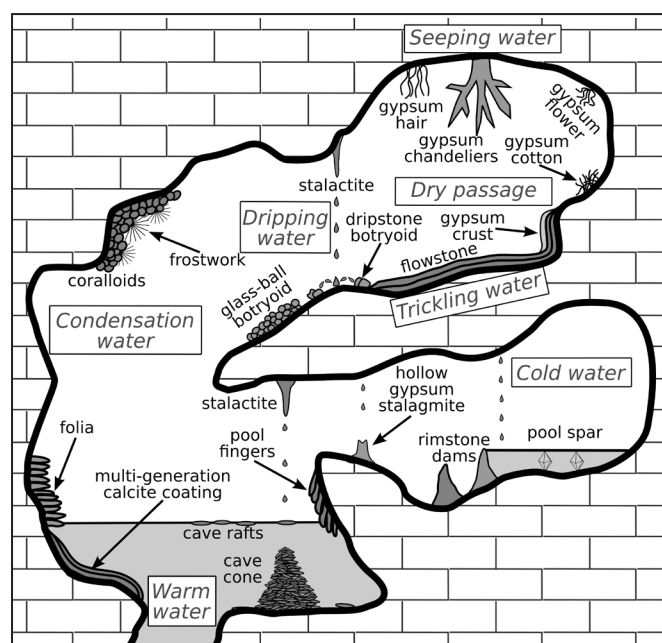 Seeping water
gypsum
hair
gypsum
flower
gypsum
chandeliers
gypsum
cotton
stalactite
Dry passage
Dripping
water
dripstone
botryoid
gypsum
crust
frostwork
coralloids
flowstone
glass-ball
botryoid
Trickling water
Condensation
water
hollow
gypsum
stalagmite
Cold water
stalactite
folia
pool
fingers
rimstone
dams
pool spar
multi-generation
calcite coating
cave rafts
cave
cone
Warm
water